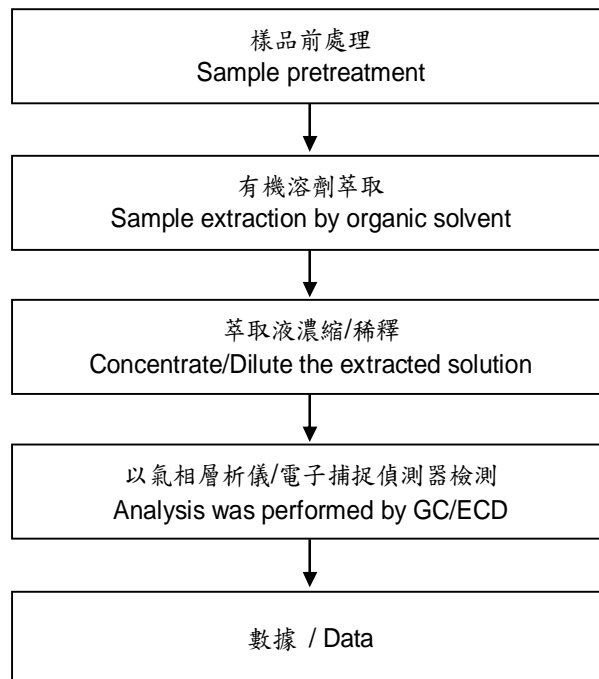 樣品前處理
Sample pretreatment
有機溶劑萃取
Sample extraction by organic solvent
萃取液濃縮/稀釋
Concentrate/Dilute the extracted solution
以氣相層析儀/電子捕捉偵測器檢測
Analysis was performed by GC/ECD
數據 / Data